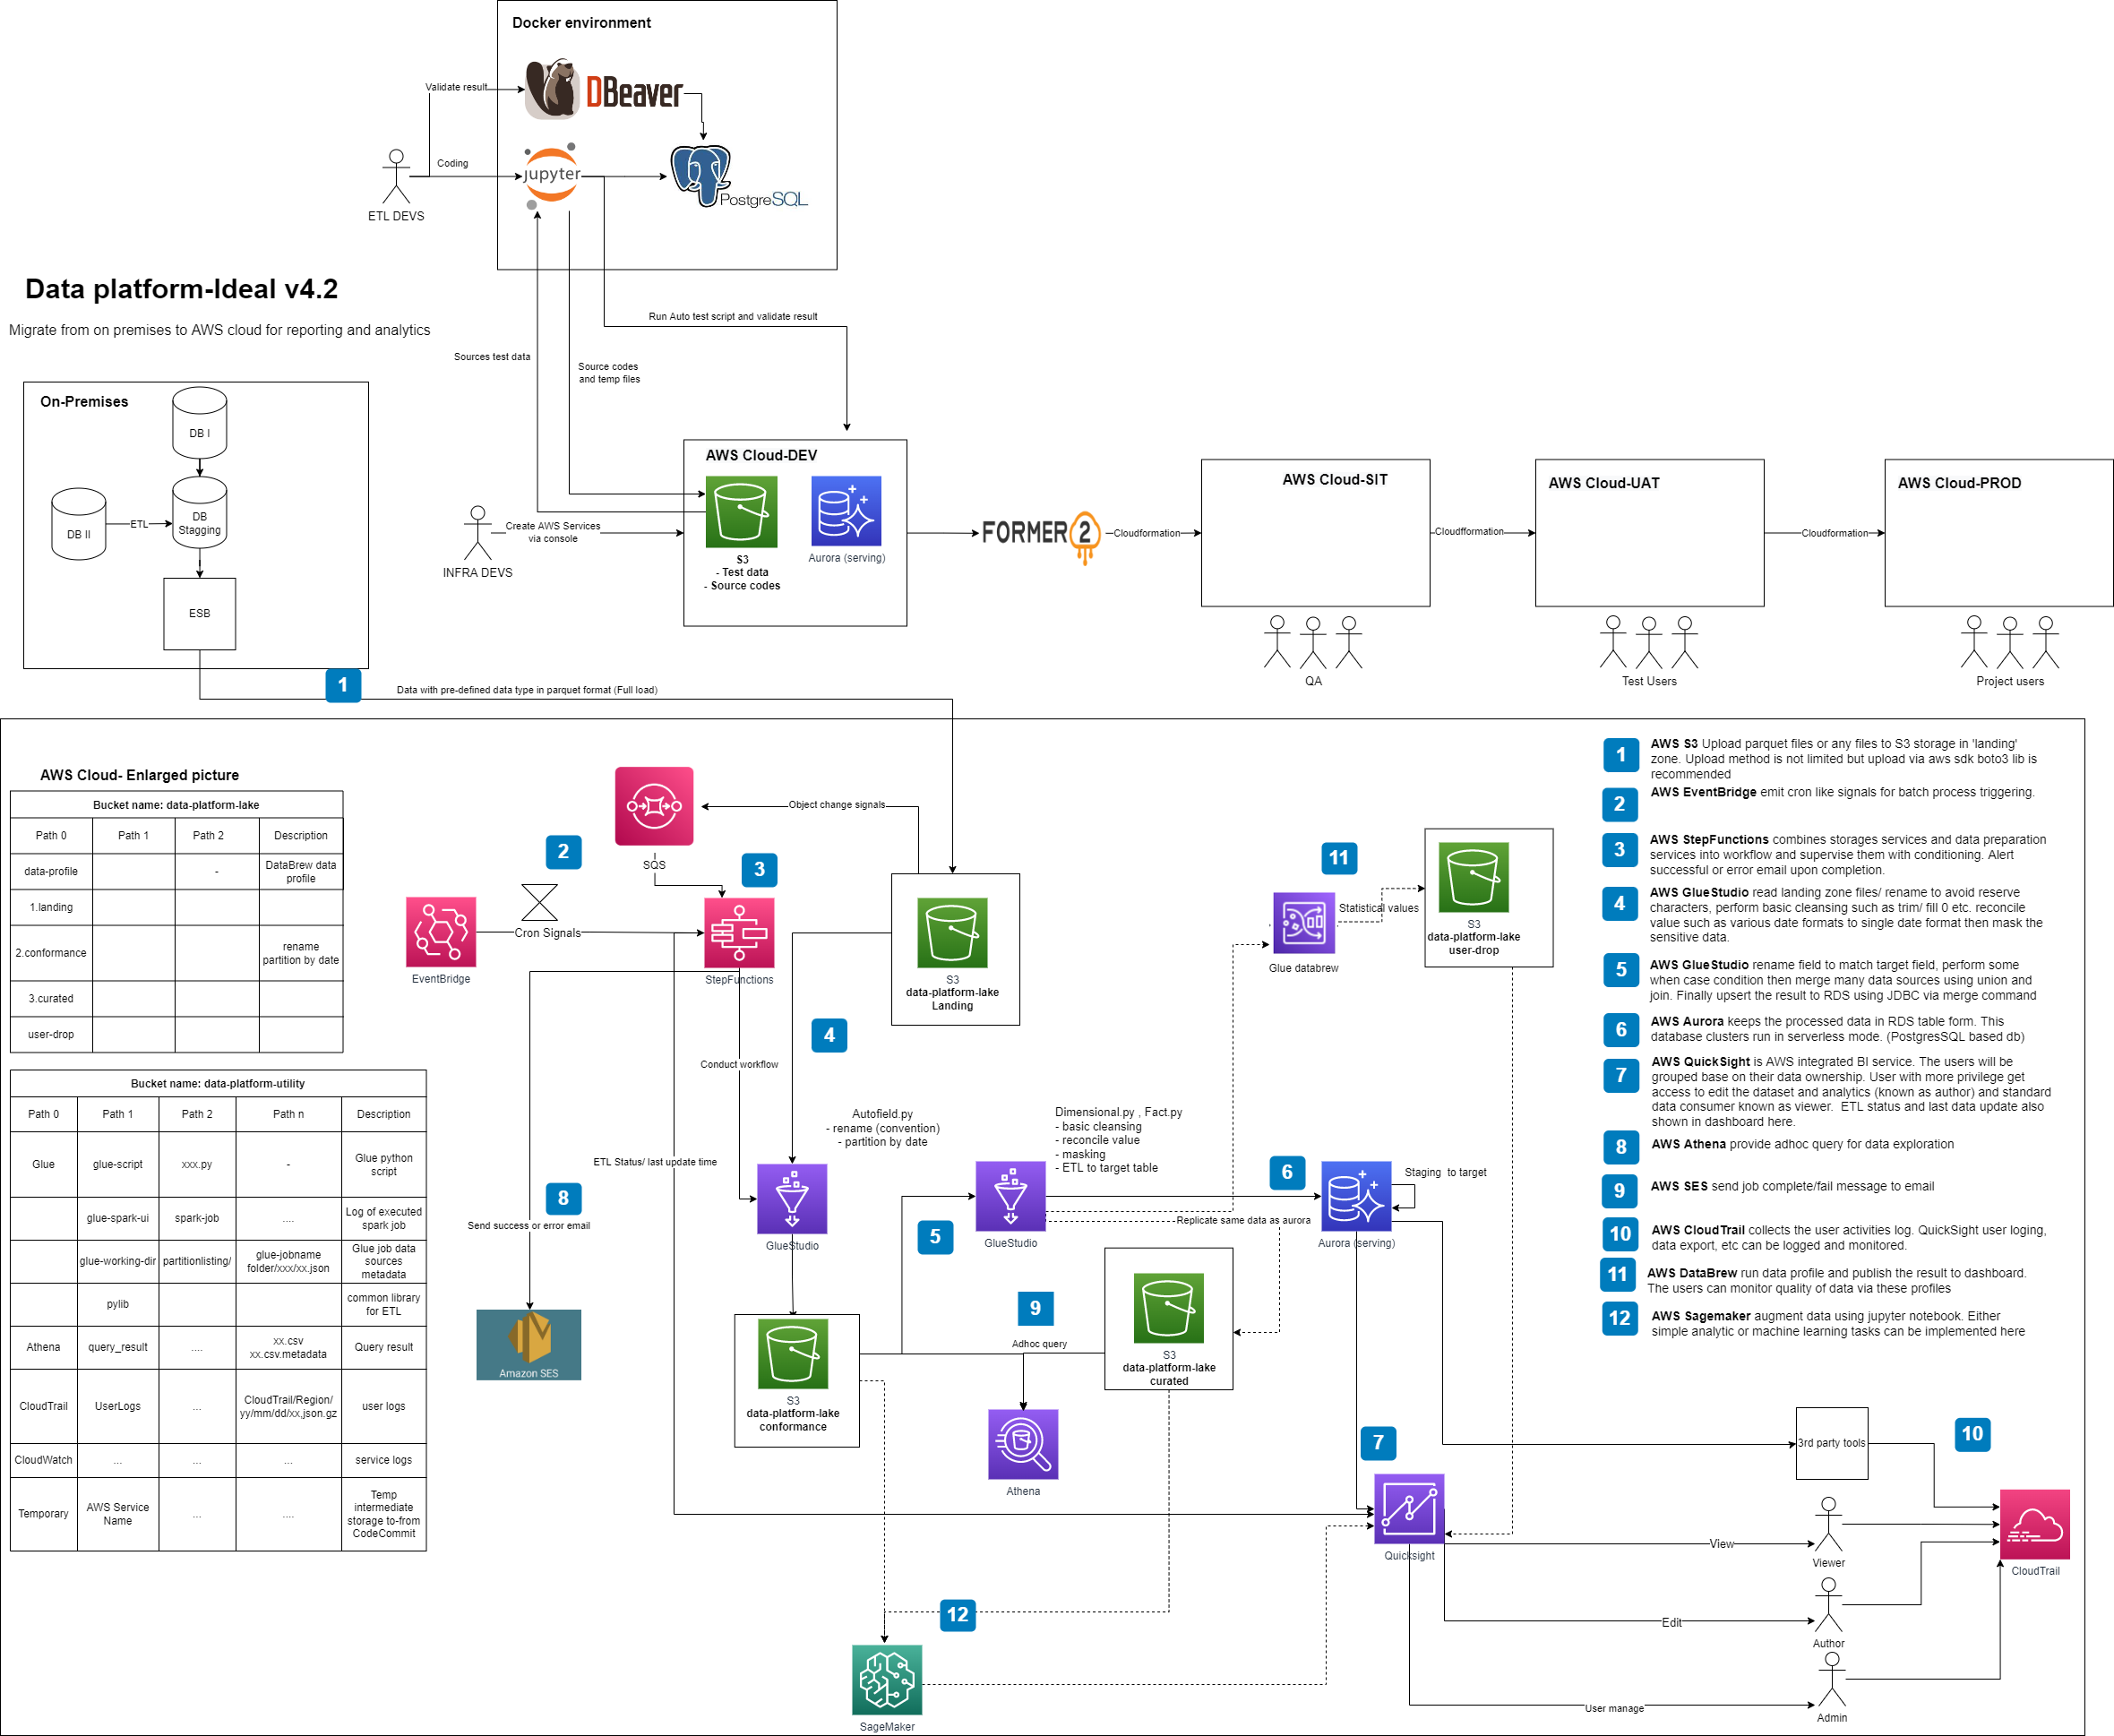 Docker environment
Validate result
DBeaver
Coding
jupyter
PostgreSQL
ETL DEVS
Data platform-Ideal v4.2
Migrate from on premises to AWS cloud for reporting and analytics
Run Auto test script and validate result
Sources test data
Source codes
and temp files
On-Premises
DB I
DB II
ETL
DB
Stagging
ESB
AWS Cloud-DEV
Create AWS Services
via console
INFRA DEVS
S3
- Test data
- Source codes
Aurora (serving)
FORMER 2
Cloudformation
AWS Cloud-SIT
Cloudfformation
AWS Cloud-UAT
Cloudformation
AWS Cloud-PROD
QA
Test Users
Project users
1
Data with pre-defined data type in parquet format (Full load)
AWS Cloud- Enlarged picture
Bucket name: data-platform-lake
Path 0 Path 1 Path 2 Description
data-profile - DataBrew data
profile
1.landing
2.conformance rename
partition by date
3.curated
user-drop
Bucket name: data-platform-utility
Path 0 Path 1 Path 2 Path n Description
Glue glue-script xxx.py - Glue python
script
glue-spark-ui spark-job .... Log of executed
spark job
glue-working-dir partitionlisting/ glue-jobname
folder/xxx/xx.json Glue job data
sources
metadata
pylib common library
for ETL
Athena query_result .... xx.csv
xx.csv.metadata Query result
CloudTrail UserLogs ... CloudTrail/Region/
yy/mm/dd/xx.json.gz user logs
CloudWatch ... ... ... service logs
Temporary AWS Service
Name ... .... Temp
intermediate
storage to-from
CodeCommit
SQS
Object change signals
2
3
EventBridge
Cron Signals
StepFunctions
S3
data-platform-lake
Landing
4
Conduct workflow
Autofield.py
- rename (convention)
- partition by date
Dimensional.py , Fact.py
- basic cleansing
- reconcile value
- masking
- ETL to target table
ETL Status/ last update time
8
Send success or error email
Amazon SES
GlueStudio
5
GlueStudio
6
Aurora (serving)
Staging to target
Replicate same data as aurora
11
Glue databrew
Statistical values
S3
data-platform-lake
user-drop
S3
data-platform-lake
conformance
9
Adhoc query
S3
data-platform-lake
curated
Athena
7
Quicksight
12
SageMaker
3rd party tools
10
View
Viewer
Edit
Author
User manage
Admin
CloudTrail
1
AWS S3 Upload parquet files or any files to S3 storage in 'landing'
zone. Upload method is not limited but upload via aws sdk boto3 lib is
recommended
2
AWS EventBridge emit cron like signals for batch process triggering.
3
AWS StepFunctions combines storages services and data preparation
services into workflow and supervise them with conditioning. Alert
successful or error email upon completion.
4
AWS GlueStudio read landing zone files/ rename to avoid reserve
characters, perform basic cleansing such as trim/ fill 0 etc. reconcile
value such as various date formats to single date format then mask the
sensitive data.
5
AWS GlueStudio rename field to match target field, perform some
when case condition then merge many data sources using union and
join. Finally upsert the result to RDS using JDBC via merge command
6
AWS Aurora keeps the processed data in RDS table form. This
database clusters run in serverless mode. (PostgresSQL based db)
7
AWS QuickSight is AWS integrated BI service. The users will be
grouped base on their data ownership. User with more privilege get
access to edit the dataset and analytics (known as author) and standard
data consumer known as viewer. ETL status and last data update also
shown in dashboard here.
8
AWS Athena provide adhoc query for data exploration
9
AWS SES send job complete/fail message to email
10
AWS CloudTrail collects the user activities log. QuickSight user loging,
data export, etc can be logged and monitored.
11
AWS DataBrew run data profile and publish the result to dashboard.
The users can monitor quality of data via these profiles
12
AWS Sagemaker augment data using jupyter notebook. Either
simple analytic or machine learning tasks can be implemented here